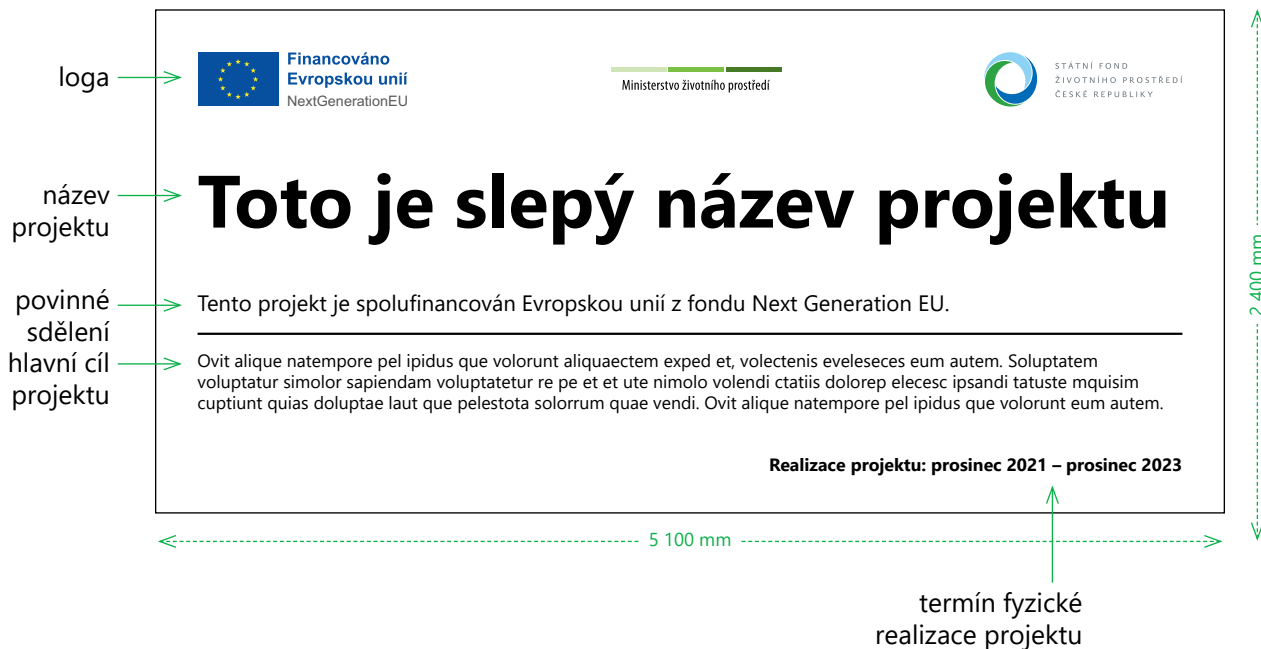 loga
Financováno
Evropskou unií
NextGenerationEU
Ministerstvo životního prostředí
STÁTNÍ FOND
ŽIVOTNÍHO PROSTŘEDÍ
ČESKÉ REPUBLIKY
název
projektu
Toto je slepý název projektu
povinné
sdělení
Tento projekt je spolufinancován Evropskou unií z fondu Next Generation EU.
hlavní cíl
projektu
Ovit alique natempore pel ipidus que volorunt aliquaectem exped et, volectenis eveleseces eum autem. Soluptatem
voluptatur simolor sapiendam voluptatetur re pe et et ute nimolo volendi ctatiis dolorep elecesc ipsandi tatuste mquisim
cuptiunt quias doluptae laut que pelestota solorrum quae vendi. Ovit alique natempore pel ipidus que volorunt eum autem.
Realizace projektu: prosinec 2021 – prosinec 2023
2 400 mm
5 100 mm
termín fyzické
realizace projektu